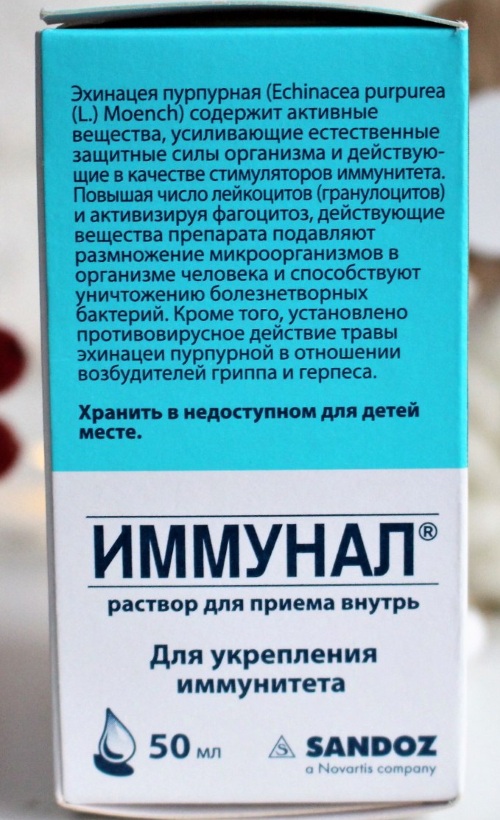 Эхинацея пурпурная (Echinacea purpurea
(L.) Moench) содержит активные
вещества, усиливающие естественные
защитные силы организма и действую-
щие в качестве стимуляторов иммунитета.
Повышая число лейкоцитов (гранулоцитов)
и активизируя фагоцитоз, действующие
вещества препарата подавляют
размножение микроорганизмов в
организме человека и способствуют
уничтожению болезнетворных
бактерий. Кроме того, установлено
противовирусное действие травы
эхинацеи пурпурной в отношении
возбудителей гриппа и герпеса.
Хранить в недоступном для детей
месте.
ИММУНАЛ®
раствор для приема внутрь
Для укрепления
иммунитета
50 мл
S SANDOZ
a Novartis company